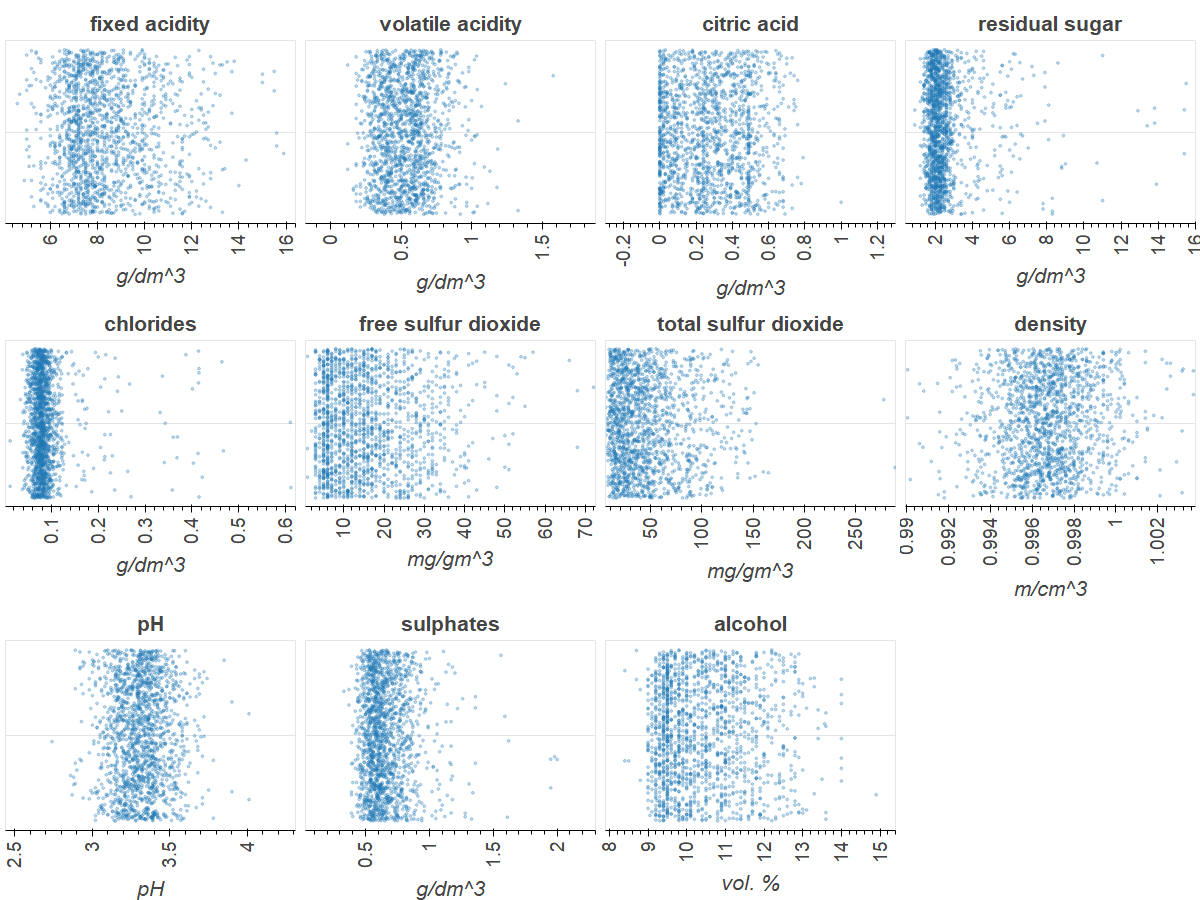 fixed acidity
volatile acidity
citric acid
residual sugar
6 8 10 12 14 16
0 0.5 1 1.5
-0.2 0 0.2 0.4 0.6 0.8 1 1.2
2 4 6 8 10 12 14 16
g/dm^3
g/dm^3
g/dm^3
g/dm^3
chlorides
free sulfur dioxide
total sulfur dioxide
density
0.1 0.2 0.3 0.4 0.5 0.6
10 20 30 40 50 60 70
50 100 150 200 250
0.99 0.992 0.994 0.996 0.998 1 1.002
g/dm^3
mg/gm^3
mg/gm^3
m/cm^3
pH
sulphates
alcohol
2.5 3 3.5 4
0.5 1 1.5 2
8 9 10 11 12 13 14 15
pH
g/dm^3
vol. %